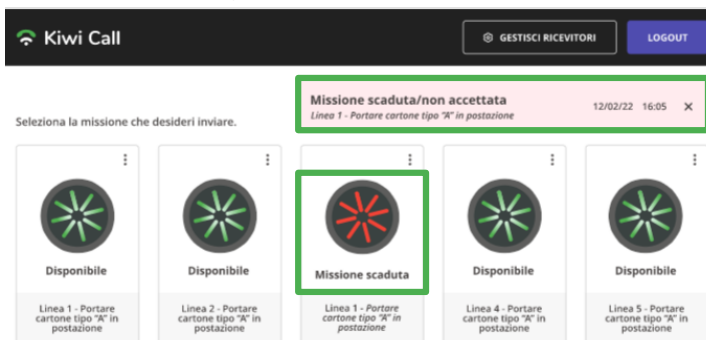 Kiwi Call
GESTISCI RICEVITORI
LOGOUT
Missione scaduta/non accettata
Linea 1 - Portare cartone tipo "A" in postazione
12/02/22 16:05 ×
Seleziona la missione che desideri inviare.
Disponibile
Linea 1 - Portare
cartone tipo "A" in
postazione
Disponibile
Linea 2 - Portare
cartone tipo "A" in
postazione
Missione scaduta
Linea 1 - Portare
cartone tipo "A" in
postazione
Disponibile
Linea 4 - Portare
cartone tipo "A" in
postazione
Disponibile
Linea 5 - Portare
cartone tipo "A" in
postazione